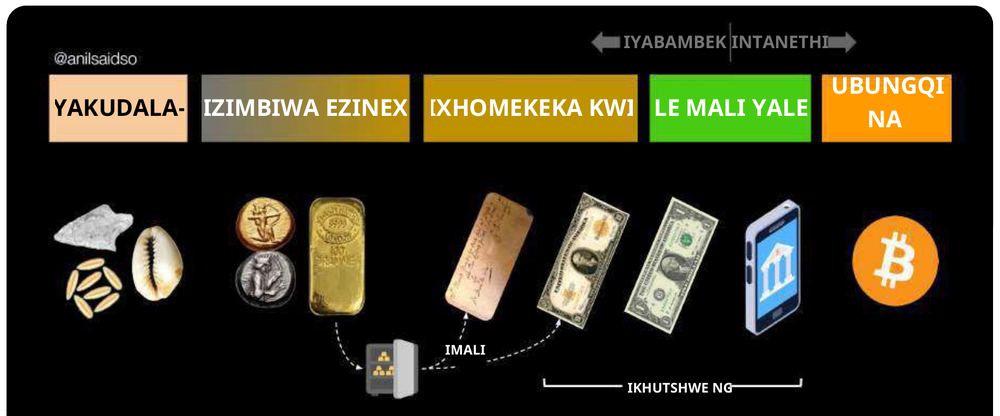 IYABAMBEK INTANETHI
@anilsaidso
YAKUDALA-
IZIMBIWA EZINEX
IXHOMEKEKA KWI
LE MALI YALE
UBUNGQI
NA
IMALI
IKHUTSHWE NG